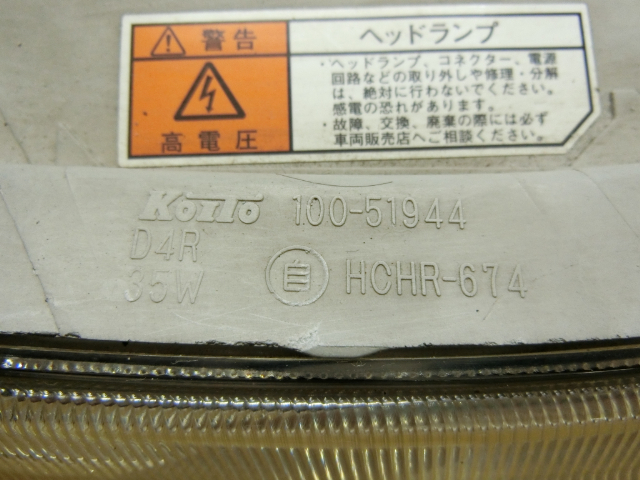 警告
高電圧
ヘッドランプ
・ヘッドランプ、コネクター、電源
回路などの取り外しや修理・分解
は、絶対に行わないでください。
感電の恐れがあります。
・故障、交換、廃棄の際には必ず
車両販売店へご相談ください。
KOITO 100-51944
D4R
35W HCHR-674